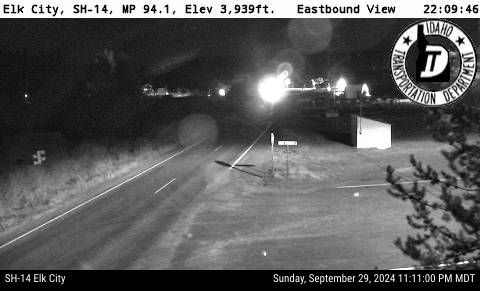 Elk City, SH-14, MP 94.1, Elev 3,939ft. Eastbound View 22:09:46
IDAHO
TRANSPORTATION DEPARTMENT
SH-14 Elk City Sunday, September 29, 2024 11:11:00 PM MDT